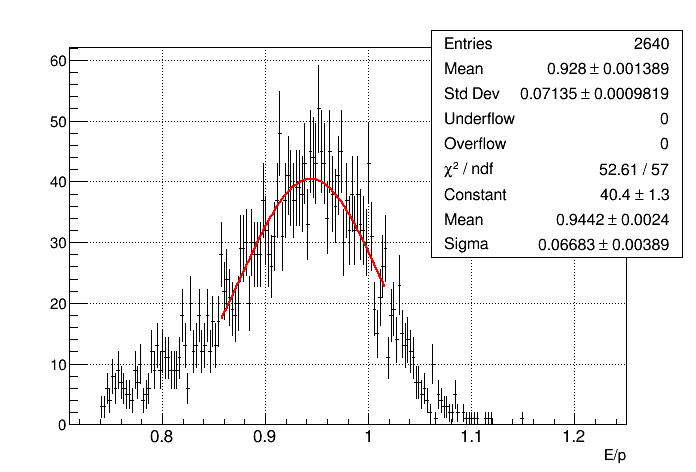 Entries 2640
Mean 0.928 ± 0.001389
Std Dev 0.07135 ± 0.0009819
Underflow 0
Overflow 0
χ² / ndf 52.61 / 57
Constant 40.4 ± 1.3
Mean 0.9442 ± 0.0024
Sigma 0.06683 ± 0.00389
60
50
40
30
20
10
0
0.8 0.9 1 1.1 1.2
E/p